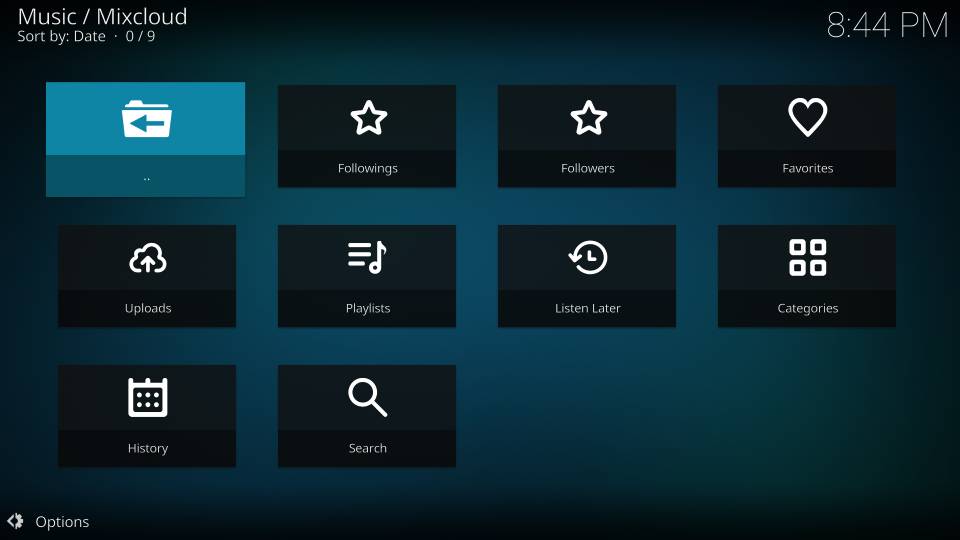 Music / Mixcloud
8:44 PM
Sort by: Date · 0 / 9
..
Followings
Followers
Favorites
Uploads
Playlists
Listen Later
Categories
History
Search
Options